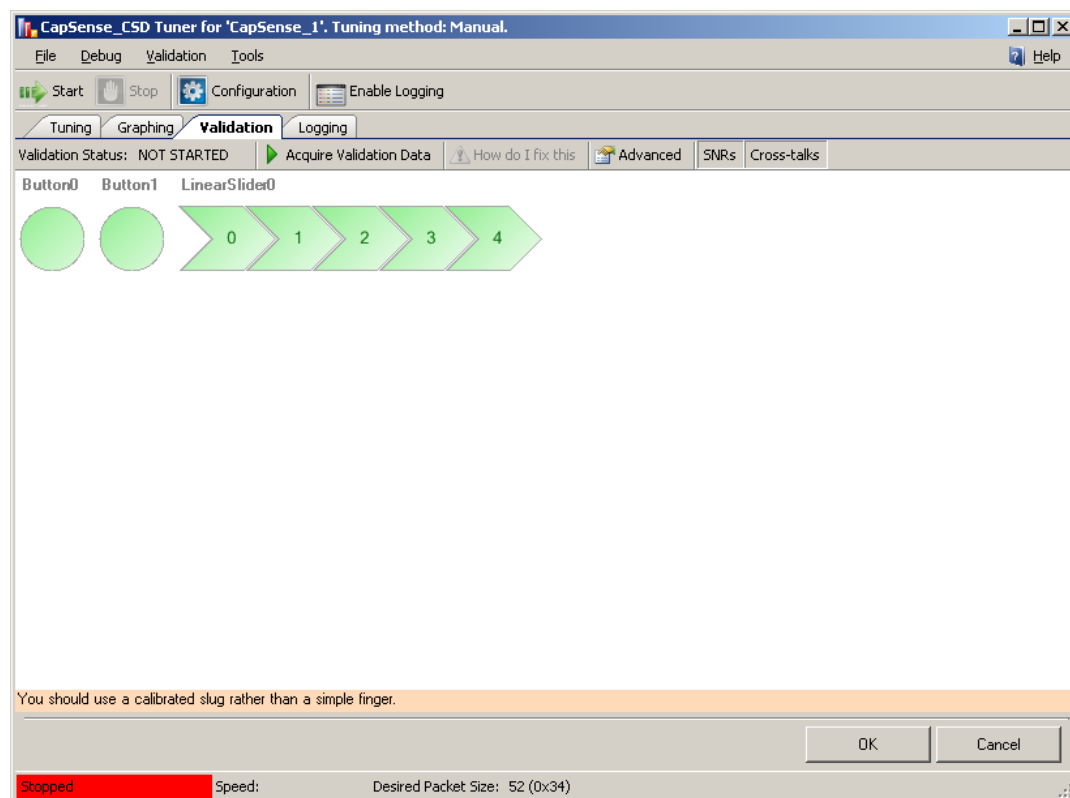 CapSense_CSD Tuner for 'CapSense_1'. Tuning method: Manual.
File Debug Validation Tools Help
Start Stop Configuration Enable Logging
Tuning Graphing Validation Logging
Validation Status: NOT STARTED Acquire Validation Data How do I fix this Advanced SNRs Cross-talks
Button0 Button1 LinearSlider0
0 1 2 3 4
You should use a calibrated slug rather than a simple finger.
OK Cancel
Stopped Speed: Desired Packet Size: 52 (0x34)